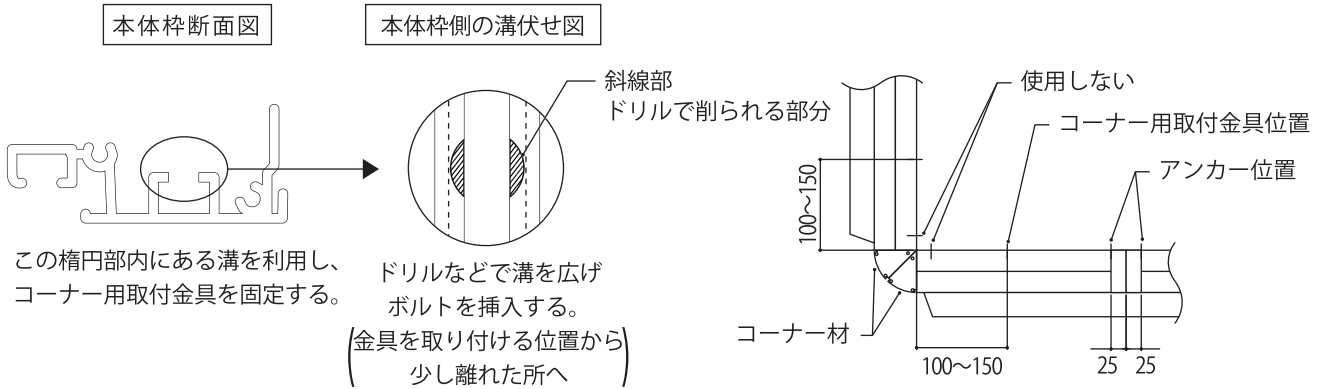 本体枠断面図
本体枠側の溝伏せ図
斜線部
ドリルで削られる部分
この楕円部内にある溝を利用し、
コーナー用取付金具を固定する。
ドリルなどで溝を広げ
ボルトを挿入する。
(金具を取り付ける位置から
少し離れた所へ)
使用しない
コーナー用取付金具位置
アンカー位置
100〜150
コーナー材
100〜150
25 25